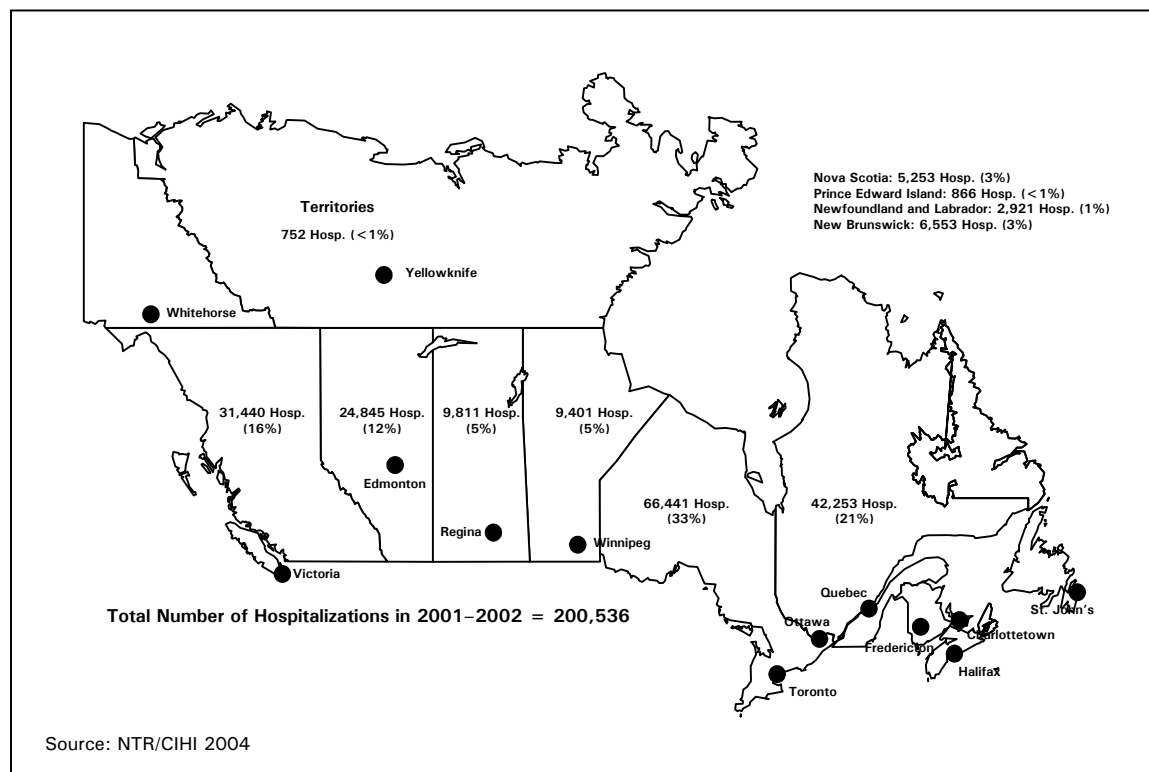 Nova Scotia: 5,253 Hosp. (3%)
Prince Edward Island: 866 Hosp. (<1%)
Newfoundland and Labrador: 2,921 Hosp. (1%)
New Brunswick: 6,553 Hosp. (3%)
Territories
752 Hosp. (<1%)
Yellowknife
Whitehorse
31,440 Hosp.
(16%)
24,845 Hosp.
(12%)
9,811 Hosp.
(5%)
9,401 Hosp.
(5%)
Edmonton
66,441 Hosp.
(33%)
42,253 Hosp.
(21%)
Regina
Winnipeg
Victoria
Quebec
St. John's
Total Number of Hospitalizations in 2001–2002 = 200,536
Ottawa
Charlottetown
Fredericton
Halifax
Toronto
Source: NTR/CIHI 2004